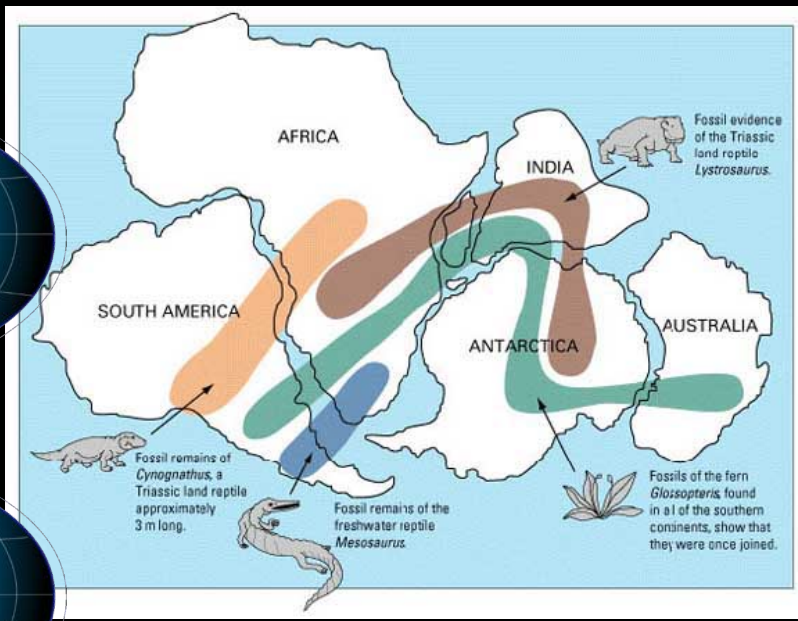 AFRICA
INDIA
Fossil evidence
of the Triassic
land reptile
Lystrosaurus.
SOUTH AMERICA
ANTARCTICA
AUSTRALIA
Fossil remains of
Cynognathus, a
Triassic land reptile
approximately
3 m long.
Fossil remains of the
freshwater reptile
Mesosaurus.
Fossils of the fern
Glossopteris, found
in all of the southern
continents, show that
they were once joined.